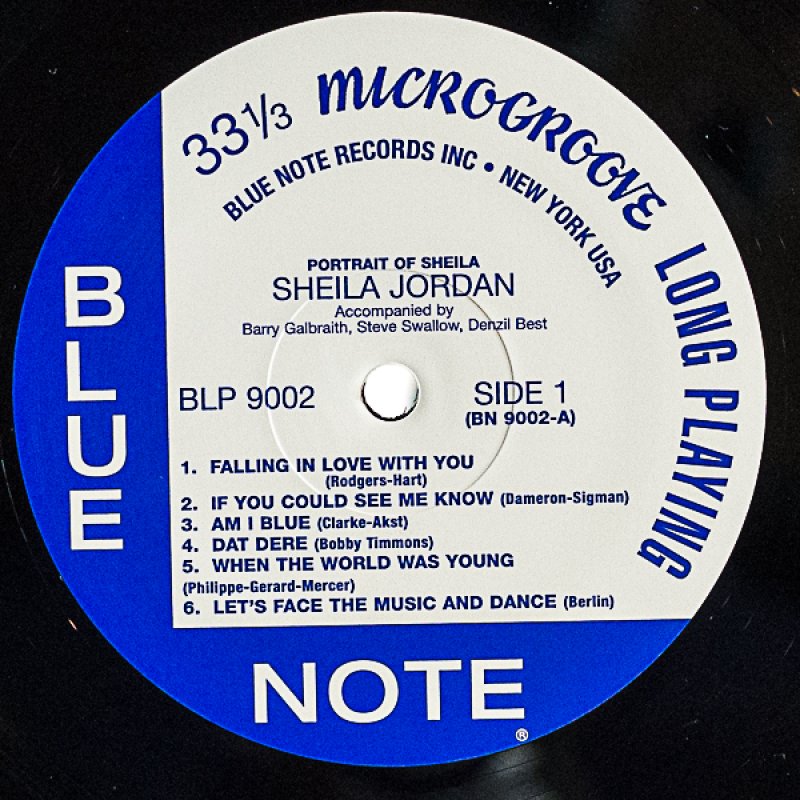 33 1/3 MICROGROOVE LONG PLAYING
BLUE NOTE RECORDS INC • NEW YORK USA
PORTRAIT OF SHEILA
SHEILA JORDAN
Accompanied by
Barry Galbraith, Steve Swallow, Denzil Best
BLP 9002
SIDE 1
(BN 9002-A)
1. FALLING IN LOVE WITH YOU
(Rodgers-Hart)
2. IF YOU COULD SEE ME KNOW (Dameron-Sigman)
3. AM I BLUE (Clarke-Akst)
4. DAT DERE (Bobby Timmons)
5. WHEN THE WORLD WAS YOUNG
(Philippe-Gerard-Mercer)
6. LET'S FACE THE MUSIC AND DANCE (Berlin)
BLUE
NOTE
®